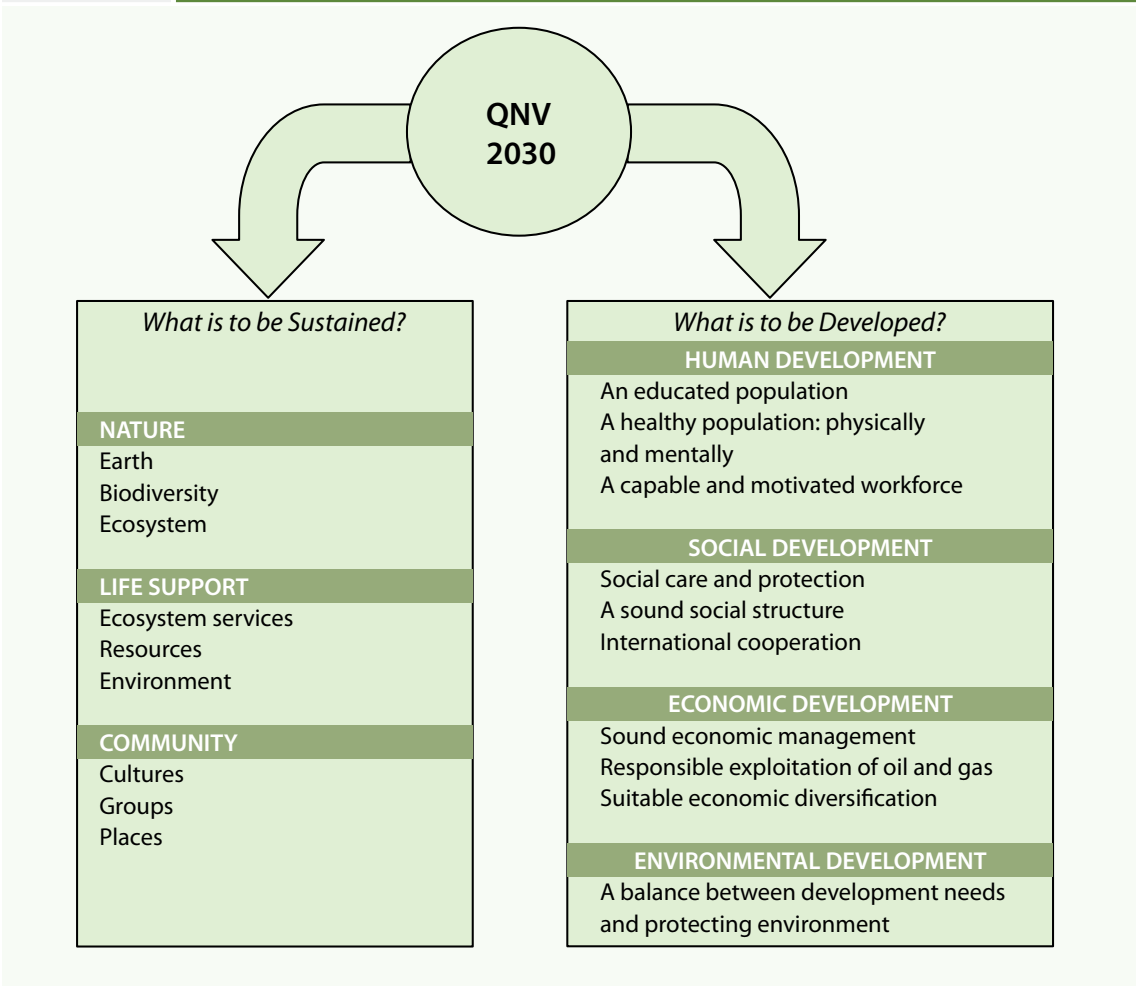 QNV
2030
What is to be Sustained?
NATURE
Earth
Biodiversity
Ecosystem
LIFE SUPPORT
Ecosystem services
Resources
Environment
COMMUNITY
Cultures
Groups
Places
What is to be Developed?
HUMAN DEVELOPMENT
An educated population
A healthy population: physically
and mentally
A capable and motivated workforce
SOCIAL DEVELOPMENT
Social care and protection
A sound social structure
International cooperation
ECONOMIC DEVELOPMENT
Sound economic management
Responsible exploitation of oil and gas
Suitable economic diversification
ENVIRONMENTAL DEVELOPMENT
A balance between development needs
and protecting environment